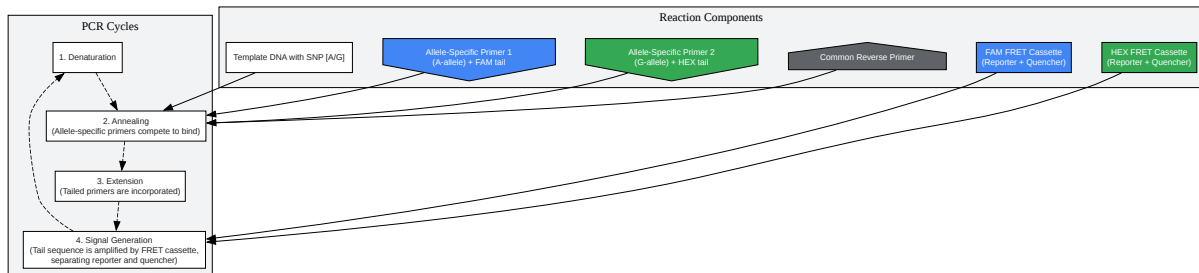 PCR Cycles
1. Denaturation
2. Annealing
(Allele-specific primers compete to bind)
3. Extension
(Tailed primers are incorporated)
4. Signal Generation
(Tail sequence is amplified by FRET cassette,
separating reporter and quencher)
Reaction Components
Template DNA with SNP [A/G]
Allele-Specific Primer 1
(A-allele) + FAM tail
Allele-Specific Primer 2
(G-allele) + HEX tail
Common Reverse Primer
FAM FRET Cassette
(Reporter + Quencher)
HEX FRET Cassette
(Reporter + Quencher)